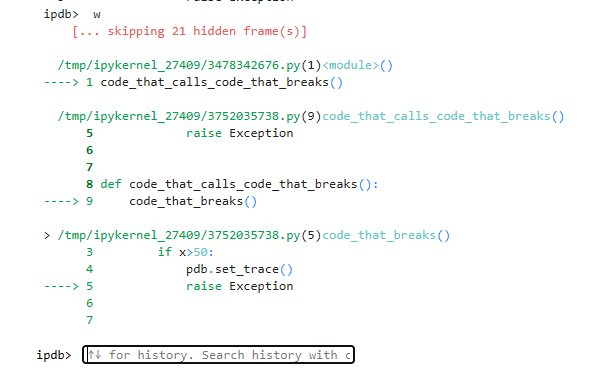 ipdb> w
[... skipping 21 hidden frame(s)]
/tmp/ipykernel_27409/3478342676.py(1)<module>()
----> 1 code_that_calls_code_that_breaks()
/tmp/ipykernel_27409/3752035738.py(9)code_that_calls_code_that_breaks()
5 raise Exception
6
7
8 def code_that_calls_code_that_breaks():
----> 9 code_breaks()
> /tmp/ipykernel_27409/3752035738.py(5)code_that_breaks()
3 if x>50:
4 pdb.set_trace()
----> 5 raise Exception
6
7
ipdb> ↑↓ for history. Search history with c